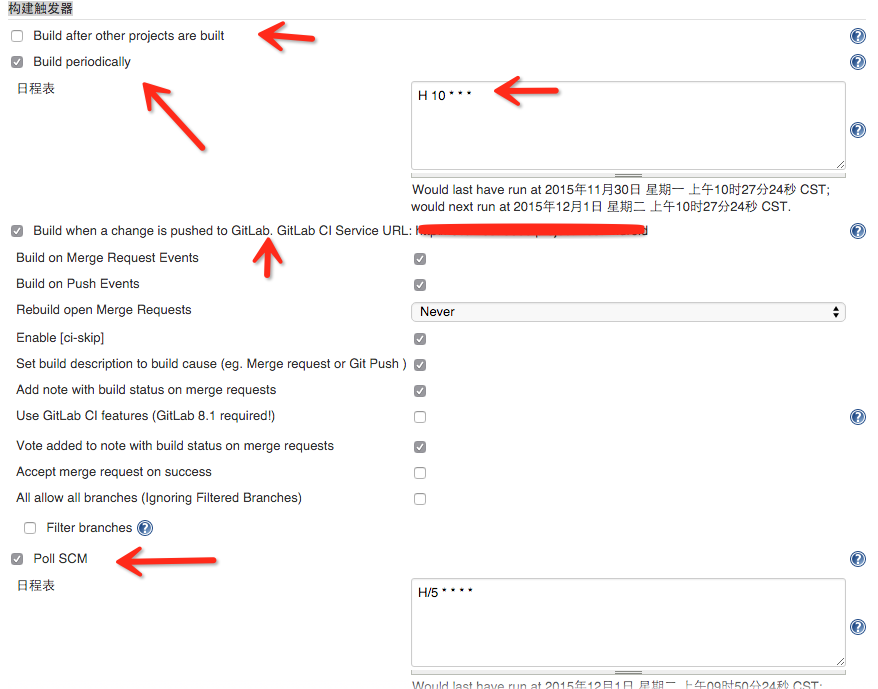 构建触发器
Build after other projects are built
Build periodically
日程表
H 10 * * *
Would last have run at 2015年11月30日 星期一 上午10时27分24秒 CST;
would next run at 2015年12月1日 星期二 上午10时27分24秒 CST.
Build when a change is pushed to GitLab. GitLab CI Service URL:
Build on Merge Request Events
Build on Push Events
Rebuild open Merge Requests
Never
Enable [ci-skip]
Set build description to build cause (eg. Merge request or Git Push )
Add note with build status on merge requests
Use GitLab CI features (GitLab 8.1 required!)
Vote added to note with build status on merge requests
Accept merge request on success
All allow all branches (Ignoring Filtered Branches)
Filter branches
Poll SCM
日程表
H/5 * * * *
Would last have run at 2015年12月1日 星期二 上午09时50分24秒 CST;